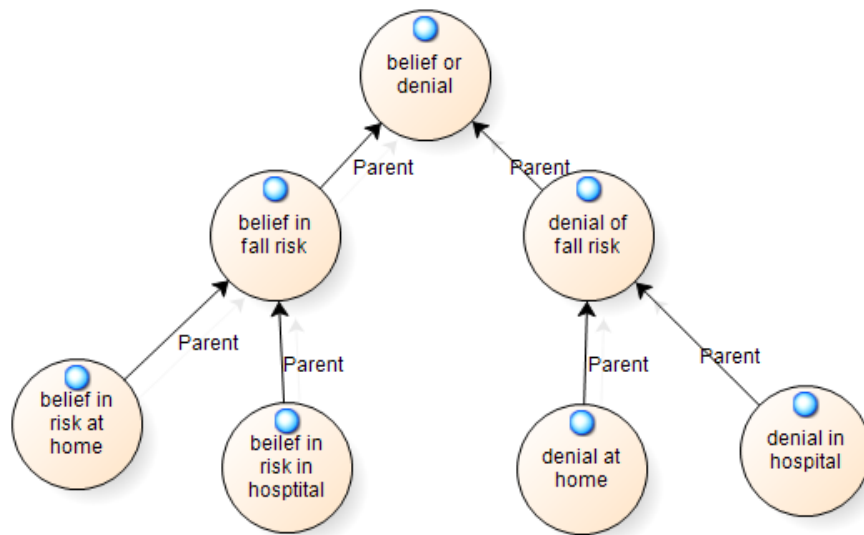 belief or
denial
Parent
Parent
belief in
fall risk
denial of
fall risk
Parent
Parent
Parent
Parent
belief in
risk at
home
beilef in
risk in
hosptital
denial at
home
denial in
hospital